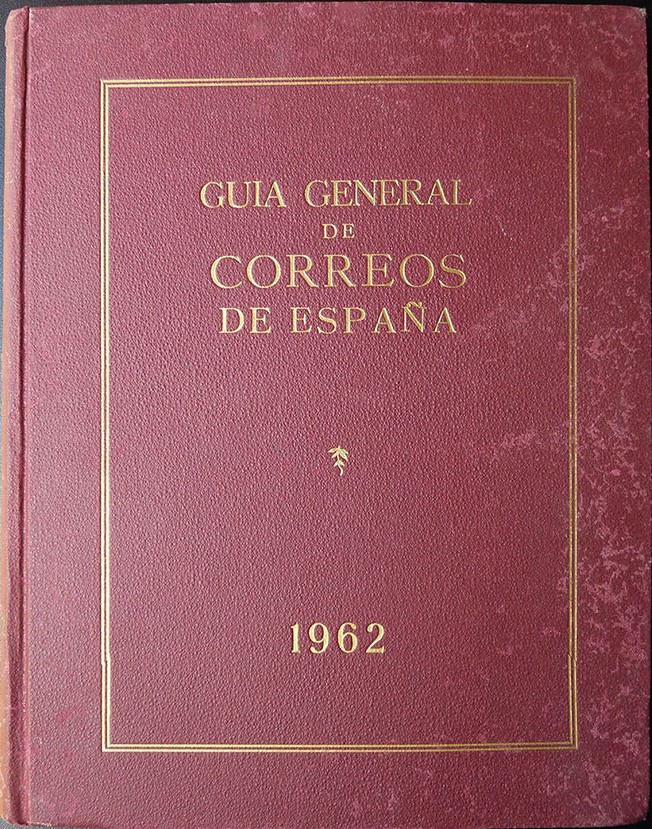 GUIA GENERAL
DE
CORREOS
DE ESPAÑA
1962